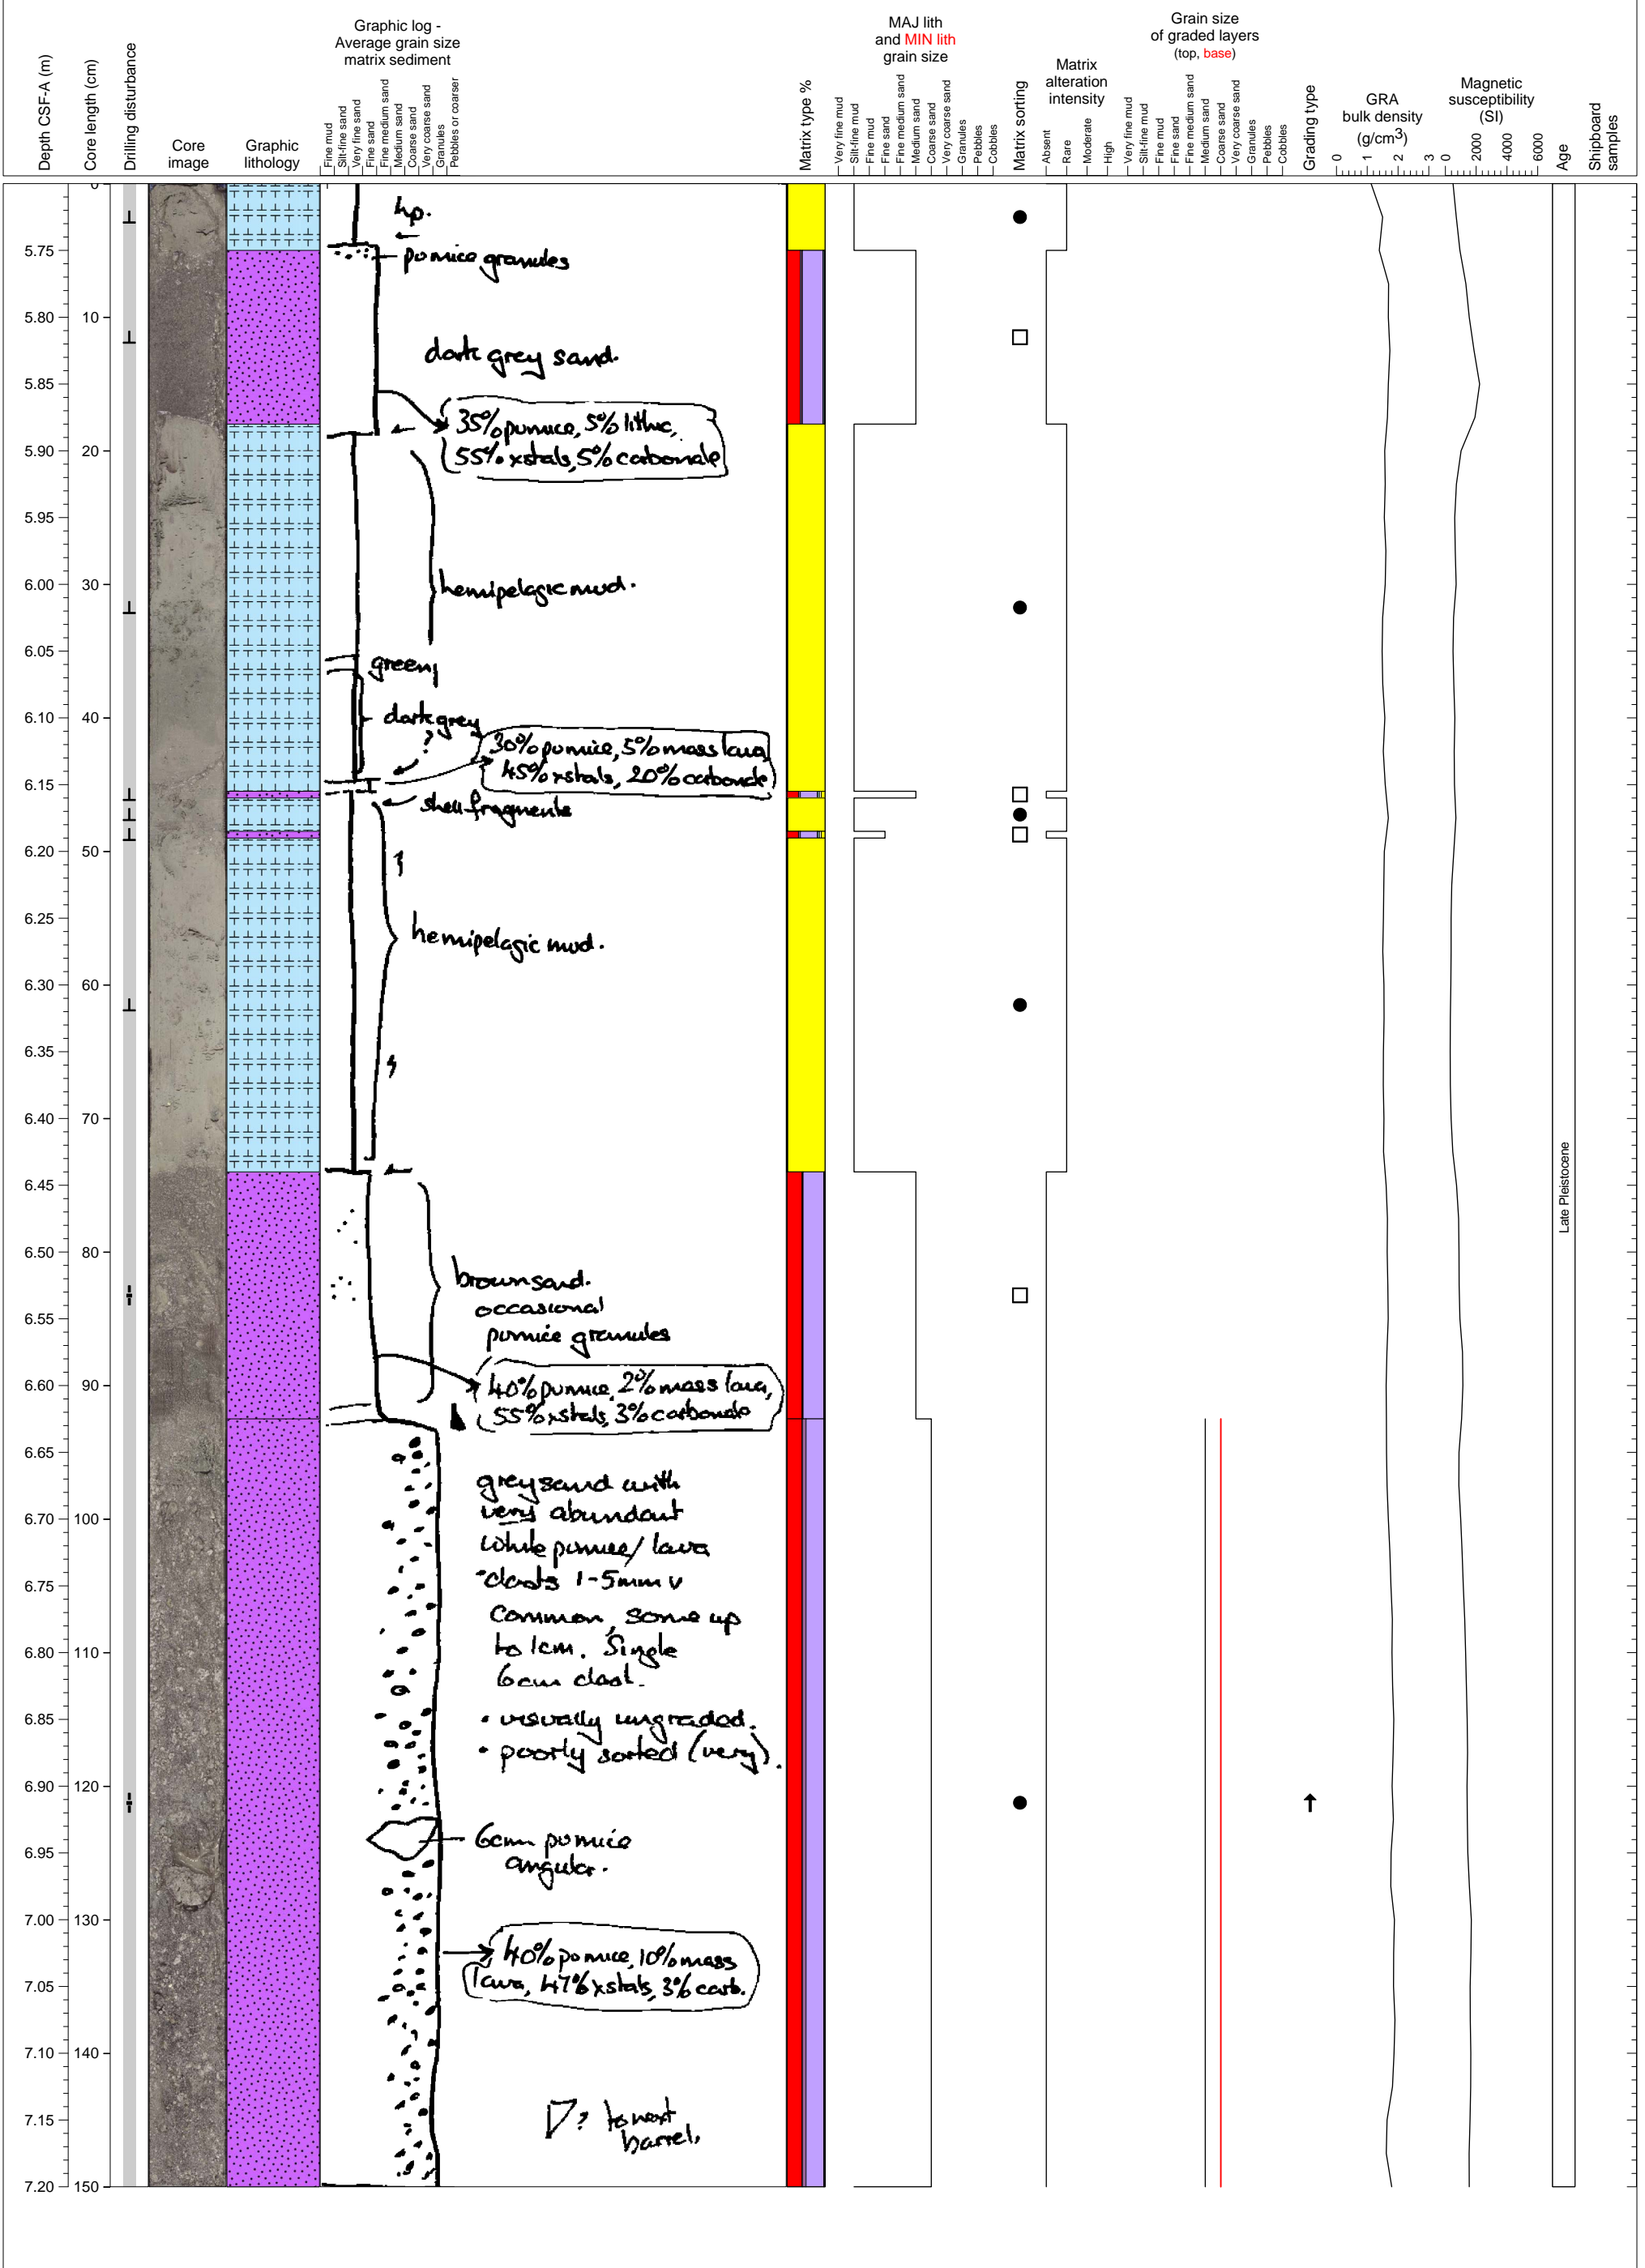 Depth CSF-A (m)
Core length (cm)
Drilling disturbance
Core
image
Graphic
lithology
Graphic log -
Average grain size
matrix sediment
Fine mud
Silt-fine sand
Very fine sand
Fine sand
Fine medium sand
Medium sand
Coarse sand
Very coarse sand
Granules
Pebbles or coarser
Matrix type %
MAJ lith
and MIN lith
grain size
Very fine mud
Silt-fine mud
Fine mud
Fine sand
Fine medium sand
Medium sand
Coarse sand
Very coarse sand
Granules
Pebbles
Cobbles
Matrix sorting
Matrix
alteration
intensity
Absent
Rare
Moderate
High
Grain size
of graded layers
(top, base)
Very fine mud
Silt-fine mud
Fine mud
Fine sand
Fine medium sand
Medium sand
Coarse sand
Very coarse sand
Granules
Pebbles
Cobbles
Grading type
GRA
bulk density
(g/cm3)
0 1 2 3
Magnetic
susceptibility
(SI)
0 2000 4000 6000
Age
Shipboard
samples
0
5.75
5.80 10
5.85
5.90 20
5.95
6.00 30
6.05
6.10 40
6.15
6.20 50
6.25
6.30 60
6.35
6.40 70
6.45
6.50 80
6.55
6.60 90
6.65
6.70 100
6.75
6.80 110
6.85
6.90 120
6.95
7.00 130
7.05
7.10 140
7.15
7.20 150
hp.
pumice granules
dark grey sand.
35% pumice, 5% lithic,
55% xstals, 5% carbonate
hemipelagic mud.
green
dark grey
?
30% pumice, 5% mass lava
45% xstals, 20% carbonate
shell fragments
hemipelagic mud.
brown sand.
occasional
pumice granules
40% pumice, 2% mass lava,
55% xstals, 3% carbonate
grey sand with
very abundant
white pumice/lava
clasts 1-5mm v
common, some up
to 1cm. Single
6cm clast.
• visually ungraded.
• poorly sorted (very).
6cm pumice
angular.
40% pumice, 10% mass
lava, 47% xstals, 3% carb.
? to next
barrel,
Late Pleistocene